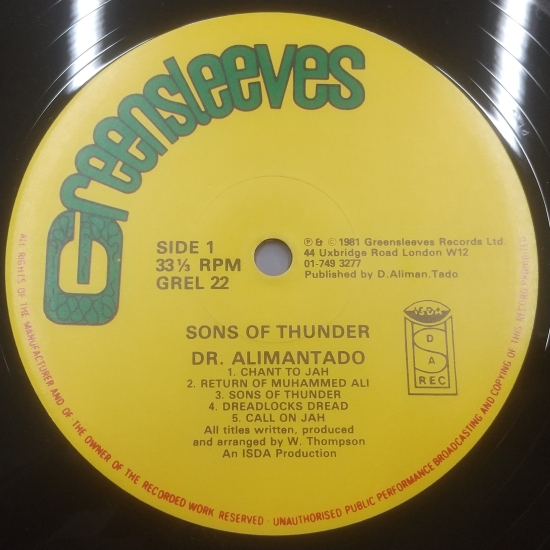 Greensleeves
SIDE 1
33⅓ RPM
GREL 22
℗ & © 1981 Greensleeves Records Ltd.
44 Uxbridge Road London W12
01-749 3277
Published by D.Aliman.Tado
SONS OF THUNDER
DR. ALIMANTADO
1. CHANT TO JAH
2. RETURN OF MUHAMMED ALI
3. SONS OF THUNDER
4. DREADLOCKS DREAD
5. CALL ON JAH
All titles written, produced
and arranged by W. Thompson
An ISDA Production
ISDA
S
D
A
REC
ALL RIGHTS OF THE MANUFACTURER AND OF THE OWNER OF THE RECORDED WORK RESERVED · UNAUTHORISED PUBLIC PERFORMANCE BROADCASTING AND COPYING OF THIS RECORD PROHIBITED